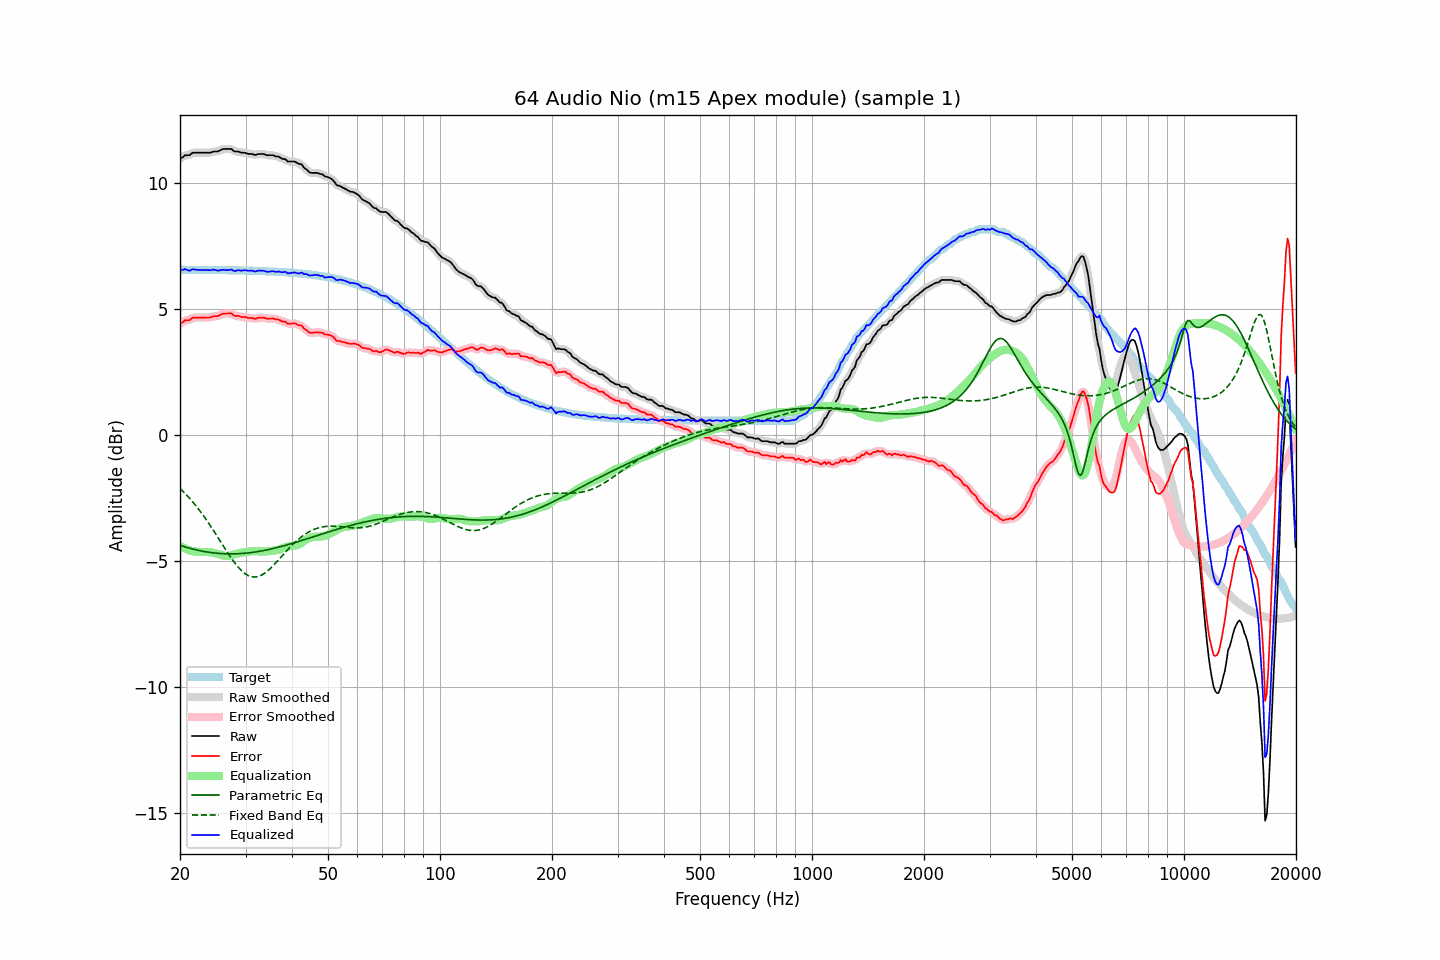 64 Audio Nio (m15 Apex module) (sample 1)
10
5
0
−5
−10
−15
Amplitude (dBr)
Target
Raw Smoothed
Error Smoothed
Raw
Error
Equalization
Parametric Eq
Fixed Band Eq
Equalized
20 50 100 200 500 1000 2000 5000 10000 20000
Frequency (Hz)